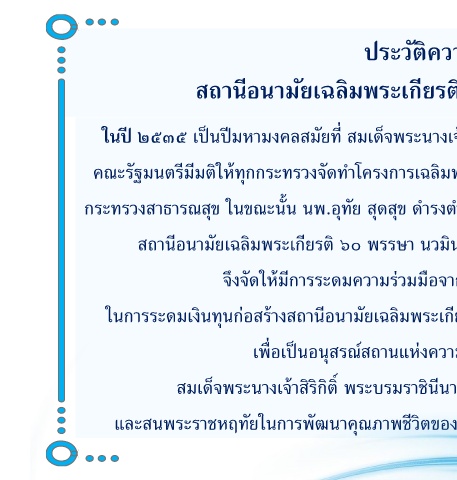 ประวัติควา
สถานีอนามัยเฉลิมพระเกียรติ
ในปี ๒๕๓๕ เป็นปีมหามงคลสมัยที่ สมเด็จพระนางเจ้
คณะรัฐมนตรีมีมติให้ทุกกระทรวงจัดทำโครงการเฉลิมพ
กระทรวงสาธารณสุข ในขณะนั้น นพ.อุทัย สุดสุข ดำรงตำ
สถานีอนามัยเฉลิมพระเกียรติ ๖๐ พรรษา นวมิน
จึงจัดให้มีการระดมความร่วมมือจาก
ในการระดมเงินทุนก่อสร้างสถานีอนามัยเฉลิมพระเกีย
เพื่อเป็นอนุสรณ์สถานแห่งความ
สมเด็จพระนางเจ้าสิริกิติ์ พระบรมราชินีนา
และสนพระราชหฤทัยในการพัฒนาคุณภาพชีวิตของ